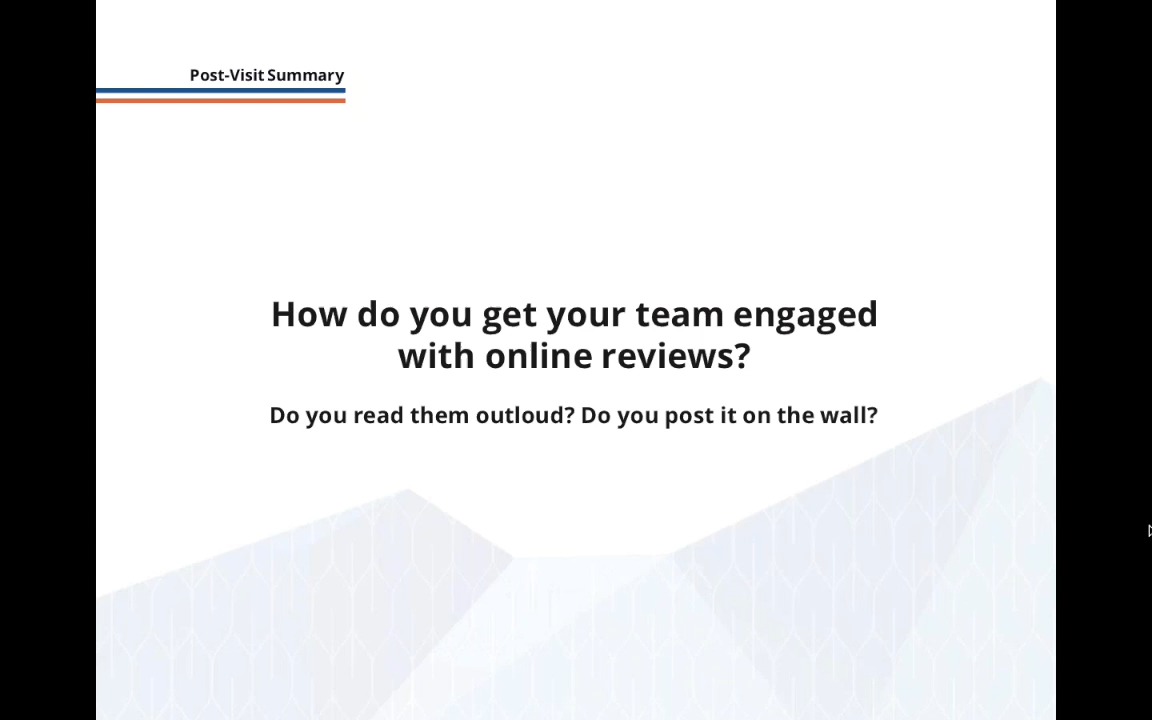 Post-Visit Summary
How do you get your team engaged
with online reviews?
Do you read them outloud? Do you post it on the wall?